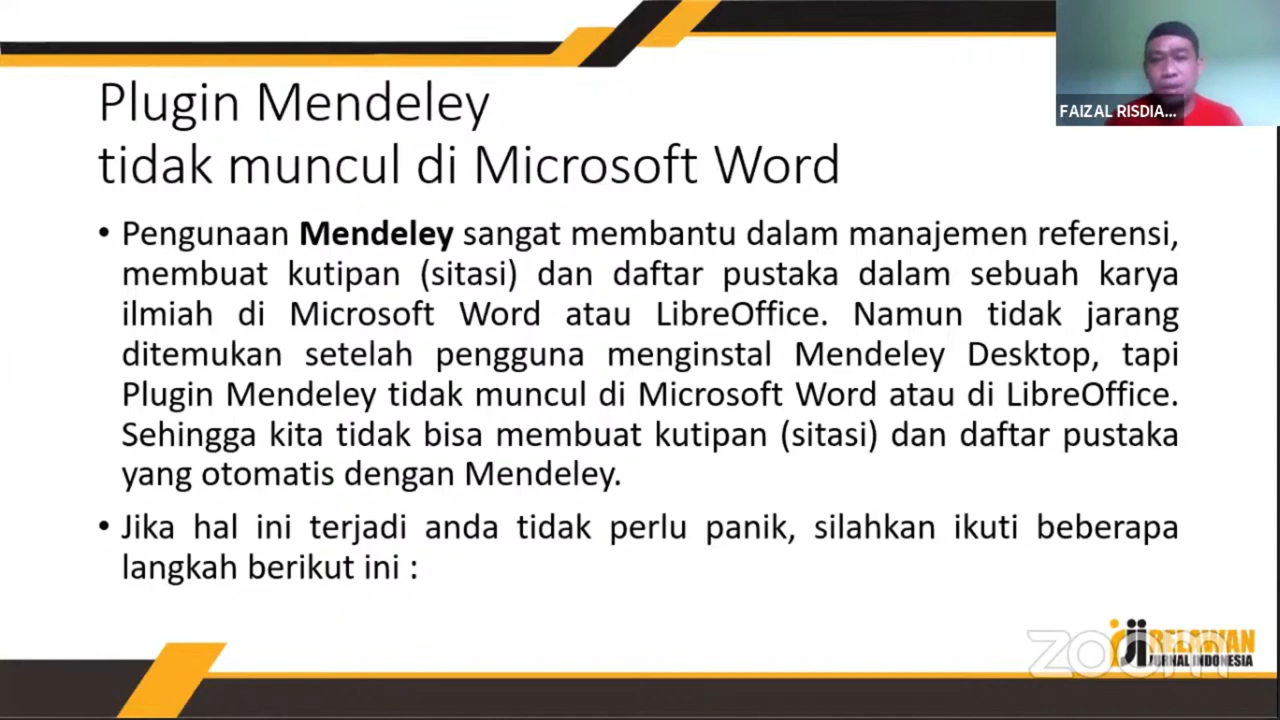 Plugin Mendeley
tidak muncul di Microsoft Word
FAIZAL RISDIA...
• Pengunaan Mendeley sangat membantu dalam manajemen referensi,
membuat kutipan (sitasi) dan daftar pustaka dalam sebuah karya
ilmiah di Microsoft Word atau LibreOffice. Namun tidak jarang
ditemukan setelah pengguna menginstal Mendeley Desktop, tapi
Plugin Mendeley tidak muncul di Microsoft Word atau di LibreOffice.
Sehingga kita tidak bisa membuat kutipan (sitasi) dan daftar pustaka
yang otomatis dengan Mendeley.
• Jika hal ini terjadi anda tidak perlu panik, silahkan ikuti beberapa
langkah berikut ini :
zoom
RELAWAN
JURNAL INDONESIA